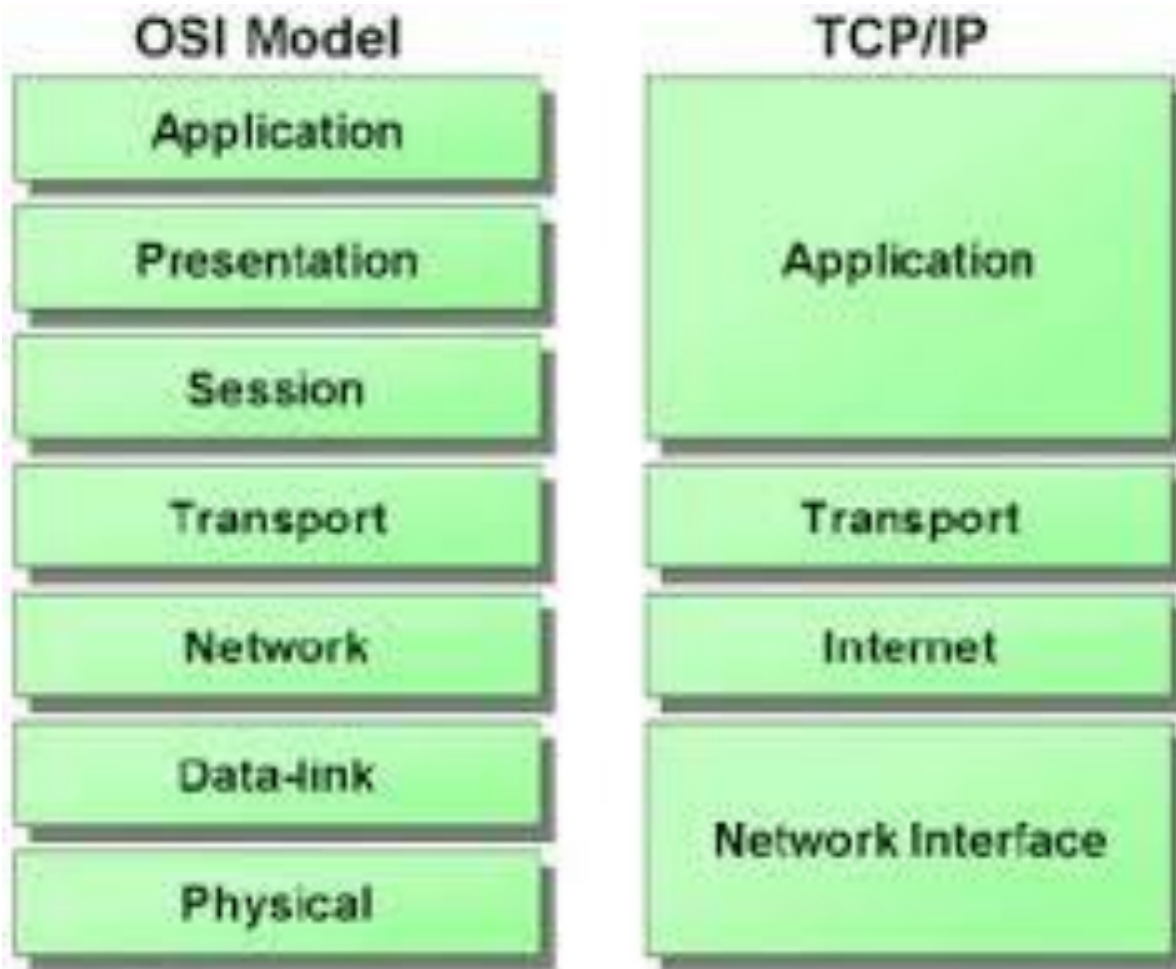 OSI Model
Application
Presentation
Session
Transport
Network
Data-link
Physical
TCP/IP
Application
Transport
Internet
Network Interface